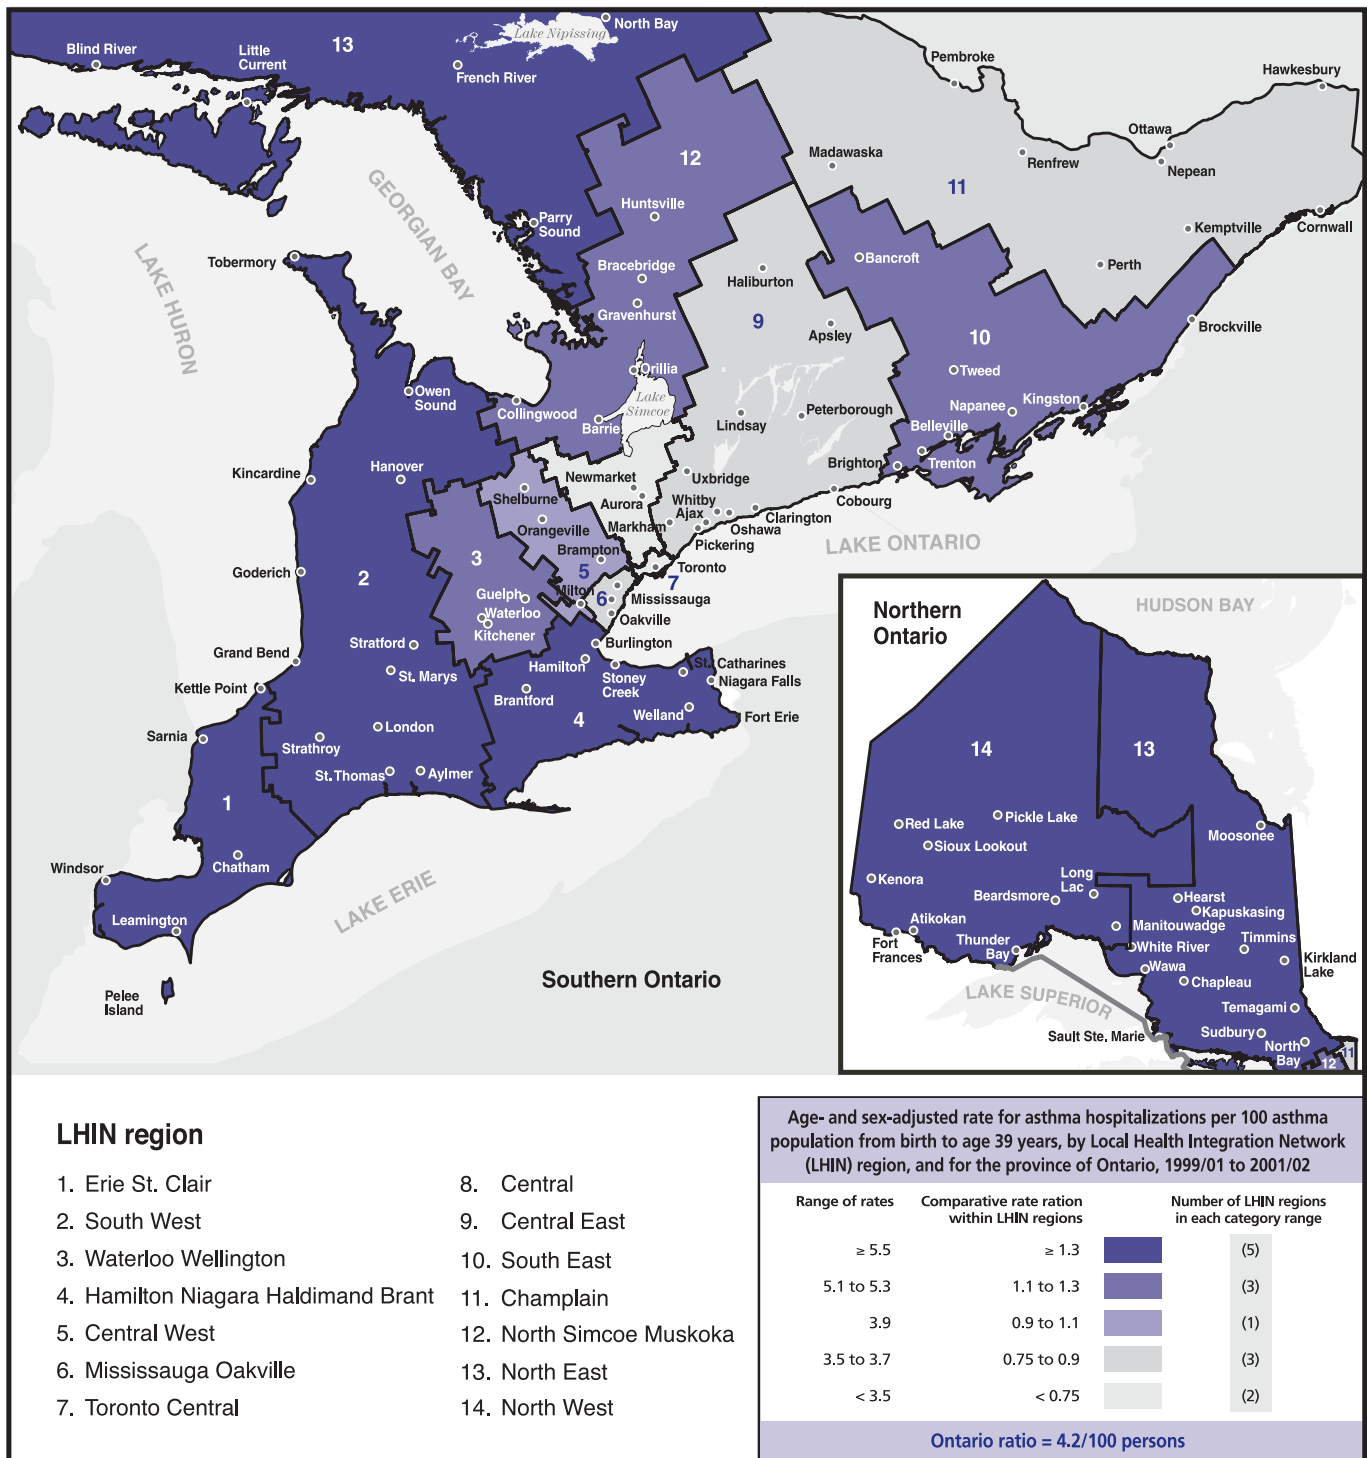 13
Lake Nipissing
North Bay
Blind River
Little
Current
French River
Pembroke
Hawkesbury
Ottawa
Nepean
Renfrew
Madawaska
12
11
GEORGIAN BAY
LAKE HURON
Parry
Sound
Huntsville
Cornwall
Kemptville
Tobermory
Bracebridge
Gravenhurst
Haliburton
Bancroft
Perth
9
Apsley
10
Brockville
Owen
Sound
Collingwood
Orillia
Lake
Simcoe
Barrie
Tweed
Lindsay
Peterborough
Napanee
Kingston
Belleville
Trenton
Brighton
Kincardine
Hanover
Newmarket
Aurora
Markham
Shelburne
Orangeville
Brampton
Uxbridge
Whitby
Ajax
Oshawa
Pickering
Clarington
Cobourg
LAKE ONTARIO
Goderich
2
3
5
Toronto
7
Milton
6
Mississauga
Oakville
Guelph
Waterloo
Kitchener
Burlington
Stratford
St. Marys
Grand Bend
Kettle Point
Hamilton
Stoney
Creek
St. Catharines
Niagara Falls
Brantford
4
Welland
Fort Erie
Sarnia
London
Strathroy
St. Thomas
Aylmer
1
Chatham
Windsor
Leamington
LAKE ERIE
Pelee
Island
Southern Ontario
Northern
Ontario
HUDSON BAY
14
13
Red Lake
Pickle Lake
Sioux Lookout
Moosonee
Kenora
Long
Lac
Beardsmore
Hearst
Kapuskasing
Manitouwadge
Atikokan
Fort
Frances
Thunder
Bay
White River
Timmins
Kirkland
Lake
Wawa
Chapleau
LAKE SUPERIOR
Temagami
Sault Ste. Marie
Sudbury
North
Bay
11
12
LHIN region
1. Erie St. Clair
2. South West
3. Waterloo Wellington
4. Hamilton Niagara Haldimand Brant
5. Central West
6. Mississauga Oakville
7. Toronto Central
8. Central
9. Central East
10. South East
11. Champlain
12. North Simcoe Muskoka
13. North East
14. North West
Age- and sex-adjusted rate for asthma hospitalizations per 100 asthma
population from birth to age 39 years, by Local Health Integration Network
(LHIN) region, and for the province of Ontario, 1999/01 to 2001/02
Range of rates Comparative rate ration within LHIN regions Number of LHIN regions in each category range
≥ 5.5 ≥ 1.3 (5)
5.1 to 5.3 1.1 to 1.3 (3)
3.9 0.9 to 1.1 (1)
3.5 to 3.7 0.75 to 0.9 (3)
< 3.5 < 0.75 (2)
Ontario ratio = 4.2/100 persons